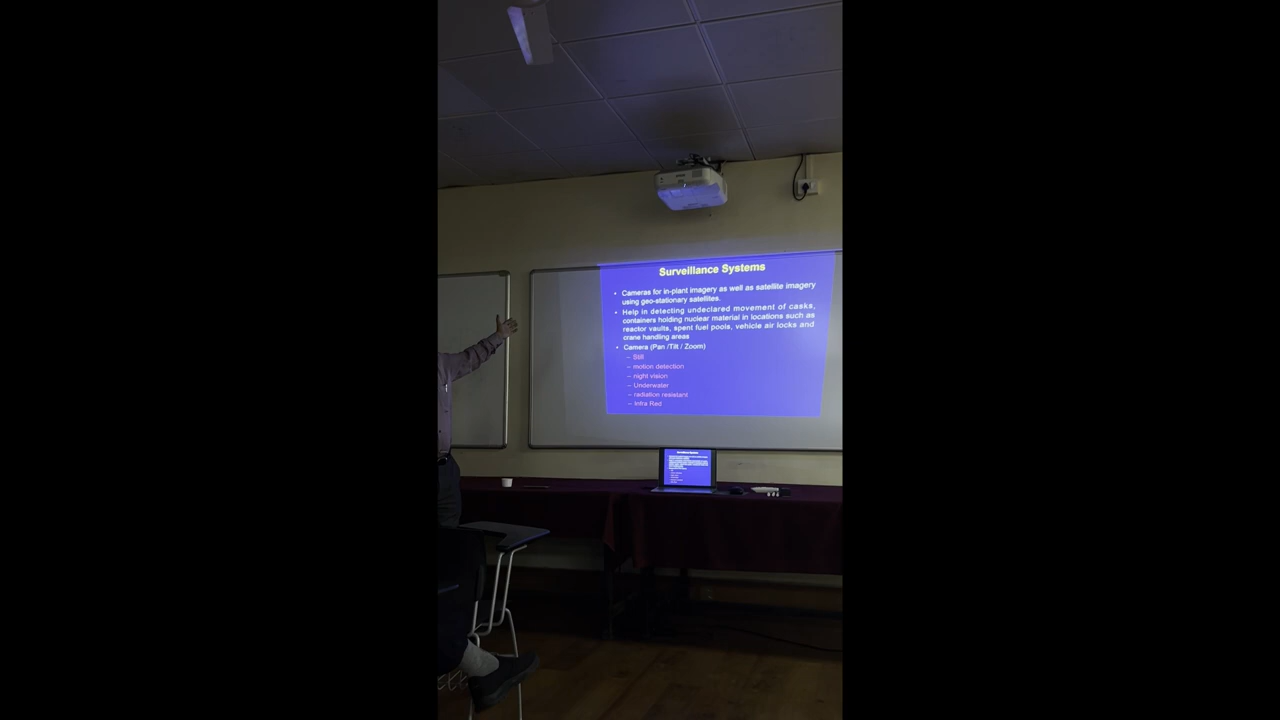 Surveillance Systems
• Cameras for in-plant imagery as well as satellite imagery
using geo-stationary satellites.
• Help in detecting undeclared movement of casks,
containers holding nuclear material in locations such as
reactor vaults, spent fuel pools, vehicle air locks and
crane handling areas
• Camera (Pan /Tilt / Zoom)
– Still
– motion detection
– night vision
– Underwater
– radiation resistant
– Infra Red
Surveillance Systems